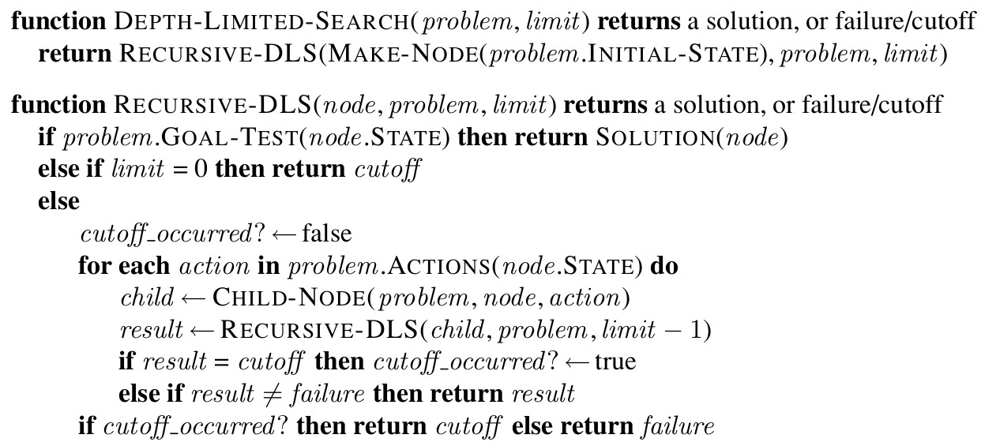 function DEPTH-LIMITED-SEARCH(problem, limit) returns a solution, or failure/cutoff
return RECURSIVE-DLS(MAKE-NODE(problem.INITIAL-STATE), problem, limit)
function RECURSIVE-DLS(node, problem, limit) returns a solution, or failure/cutoff
if problem.GOAL-TEST(node.STATE) then return SOLUTION(node)
else if limit = 0 then return cutoff
else
cutoff_occurred? ← false
for each action in problem.ACTIONS(node.STATE) do
child ← CHILD-NODE(problem, node, action)
result ← RECURSIVE-DLS(child, problem, limit − 1)
if result = cutoff then cutoff_occurred? ← true
else if result ≠ failure then return result
if cutoff_occurred? then return cutoff else return failure